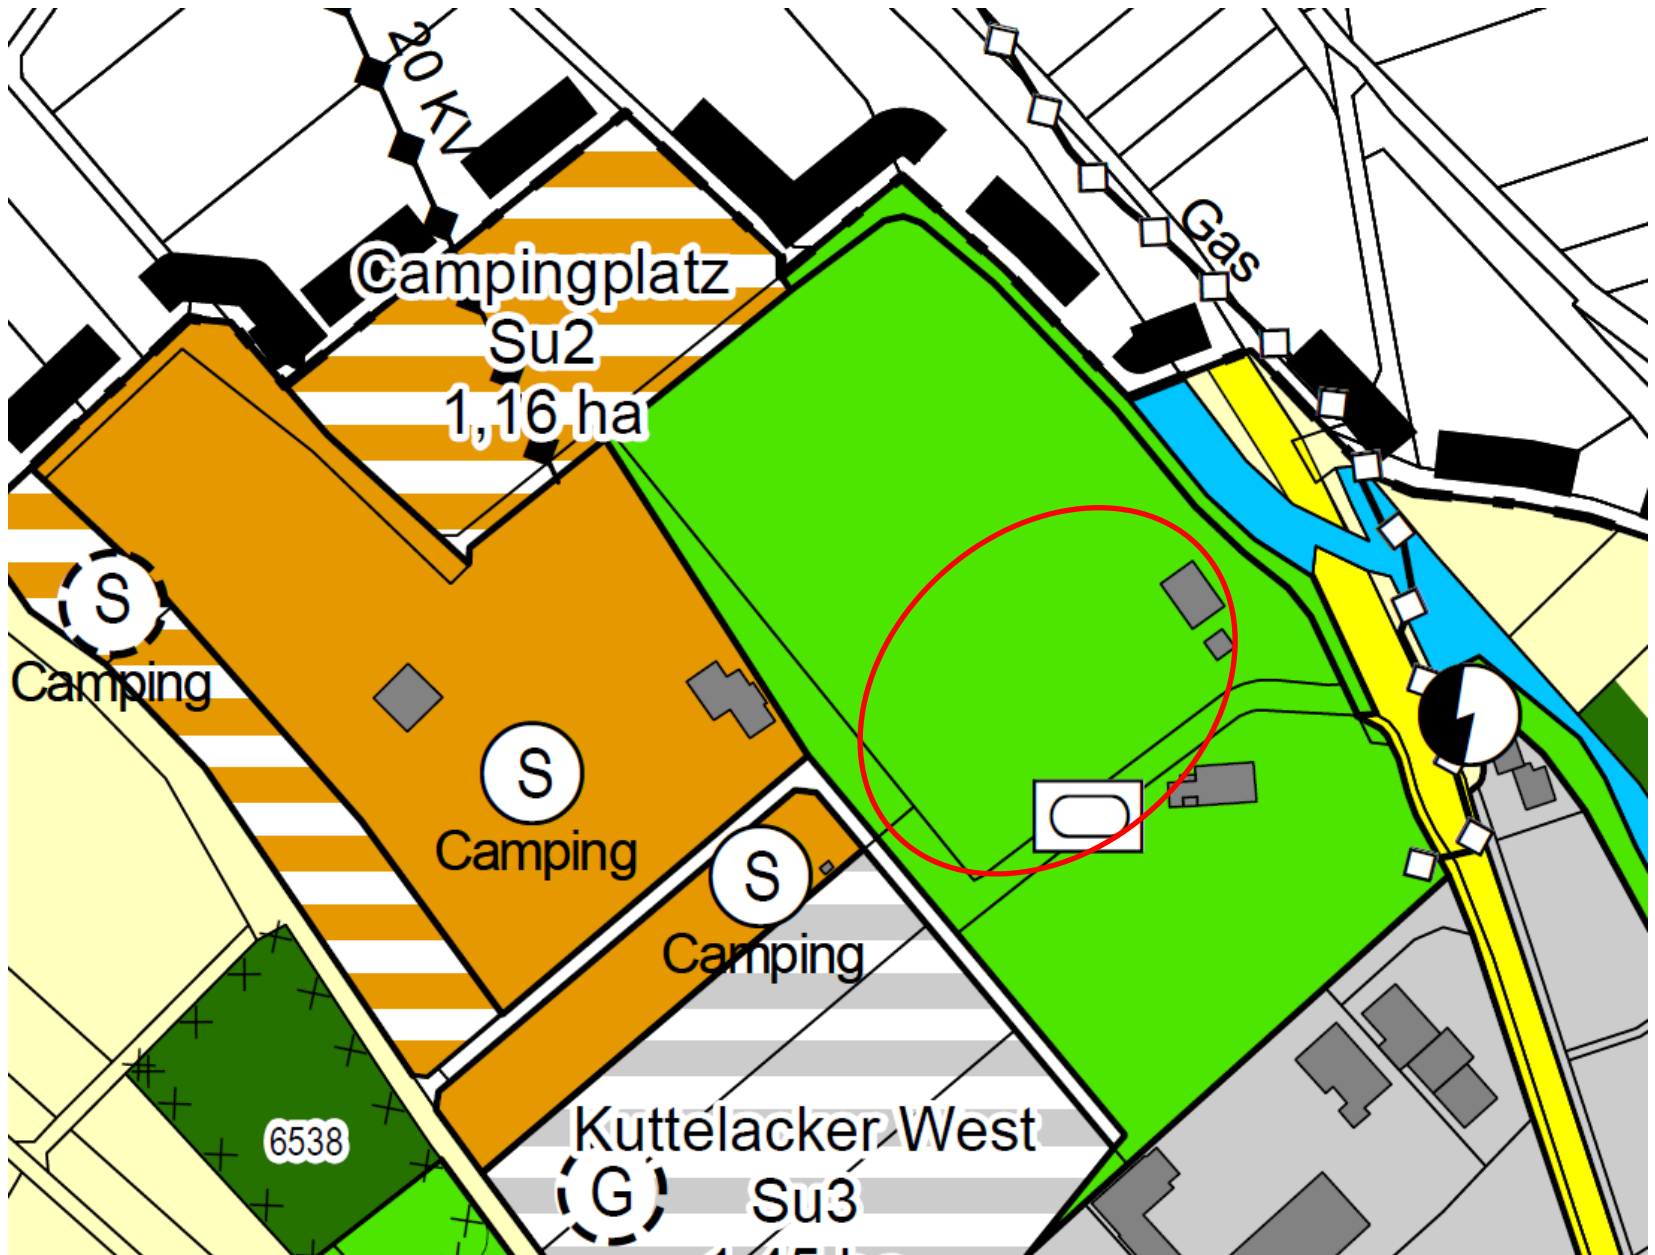 20 KV
Gas
Campingplatz
Su2
1,16 ha
S
Camping
S
Camping
S
Camping
6538
Kuttelacker West
G
Su3